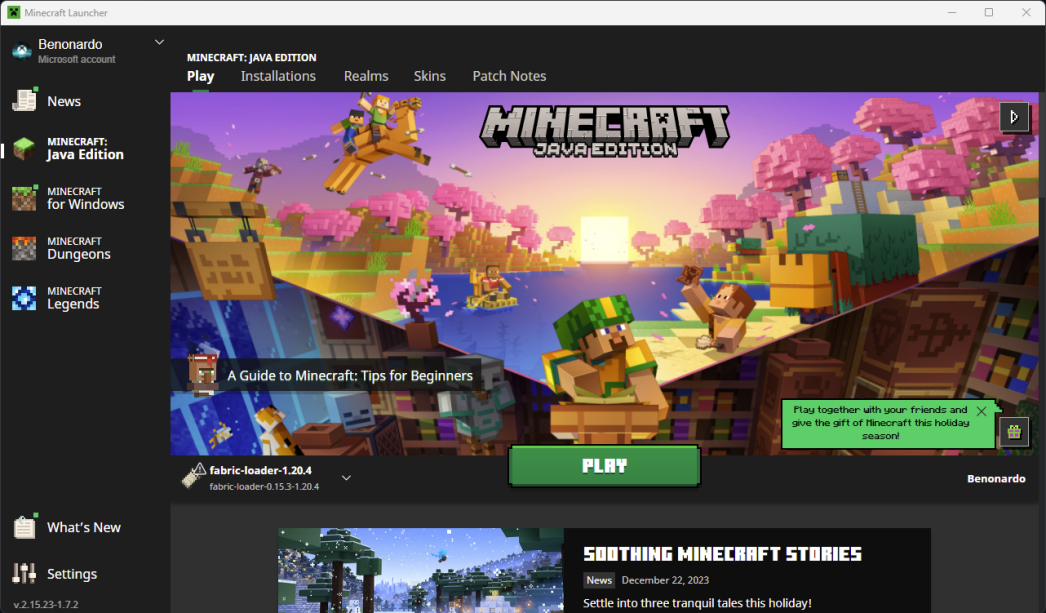 Minecraft Launcher
Benonardo
Microsoft account
News
MINECRAFT:
Java Edition
MINECRAFT
for Windows
MINECRAFT
Dungeons
MINECRAFT
Legends
What's New
Settings
v.2.15.23-1.7.2
MINECRAFT: JAVA EDITION
Play Installations Realms Skins Patch Notes
MINECRAFT
JAVA EDITION
A Guide to Minecraft: Tips for Beginners
Play together with your friends and
give the gift of Minecraft this holiday
season!
fabric-loader-1.20.4
fabric-loader-0.15.3-1.20.4
PLAY
Benonardo
SOOTHING MINECRAFT STORIES
News December 22, 2023
Settle into three tranquil tales this holiday!